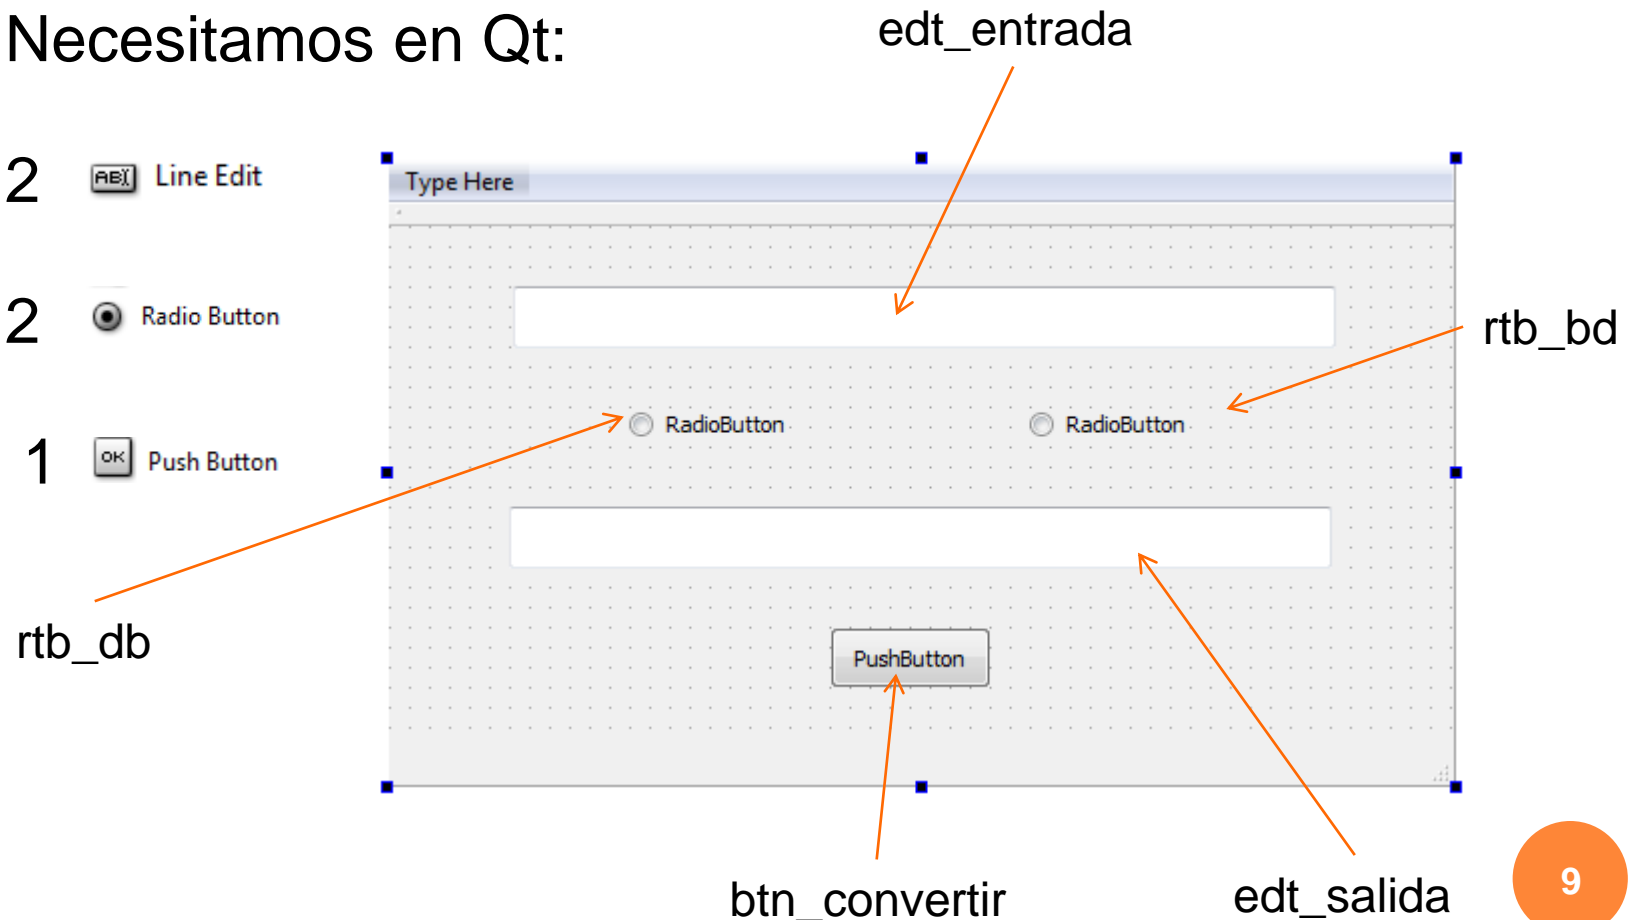 Necesitamos en Qt:
edt_entrada
2 ABI Line Edit
Type Here
2 Radio Button
rtb_bd
RadioButton RadioButton
1 OK Push Button
rtb_db
PushButton
btn_convertir
edt_salida
9